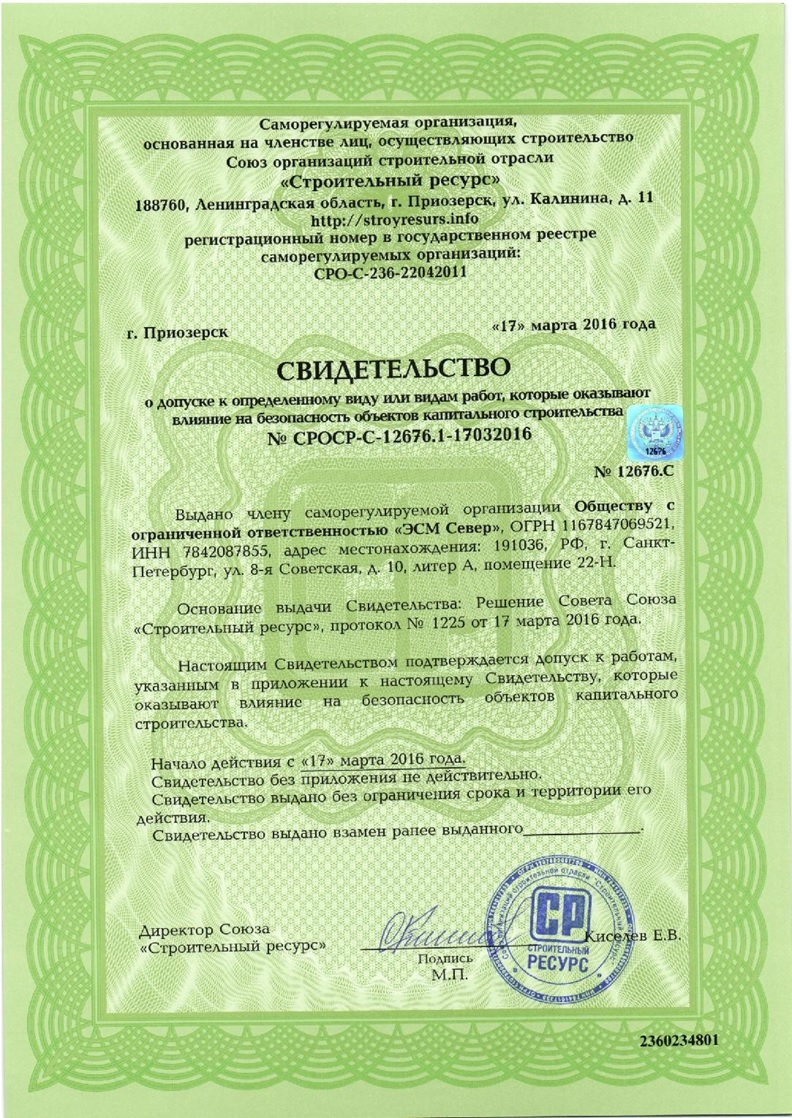 Саморегулируемая организация,
основанная на членстве лиц, осуществляющих строительство
Союз организаций строительной отрасли
«Строительный ресурс»
188760, Ленинградская область, г. Приозерск, ул. Калинина, д. 11
http://stroyresurs.info
регистрационный номер в государственном реестре
саморегулируемых организаций:
СРО-С-236-22042011
г. Приозерск
«17» марта 2016 года
СВИДЕТЕЛЬСТВО
о допуске к определенному виду или видам работ, которые оказывают
влияние на безопасность объектов капитального строительства
№ СРОСР-С-12676.1-17032016
12676
№ 12676.С
Выдано члену саморегулируемой организации Обществу с
ограниченной ответственностью «ЭСМ Север», ОГРН 1167847069521,
ИНН 7842087855, адрес местонахождения: 191036, РФ, г. Санкт-
Петербург, ул. 8-я Советская, д. 10, литер А, помещение 22-Н.
Основание выдачи Свидетельства: Решение Совета Союза
«Строительный ресурс», протокол № 1225 от 17 марта 2016 года.
Настоящим Свидетельством подтверждается допуск к работам,
указанным в приложении к настоящему Свидетельству, которые
оказывают влияние на безопасность объектов капитального
строительства.
Начало действия с «17» марта 2016 года.
Свидетельство без приложения не действительно.
Свидетельство выдано без ограничения срока и территории его
действия.
Свидетельство выдано взамен ранее выданного_______________.
Директор Союза
«Строительный ресурс»
Киселев Е.В.
Подпись
М.П.
СР
СТРОИТЕЛЬНЫЙ
РЕСУРС
2360234801